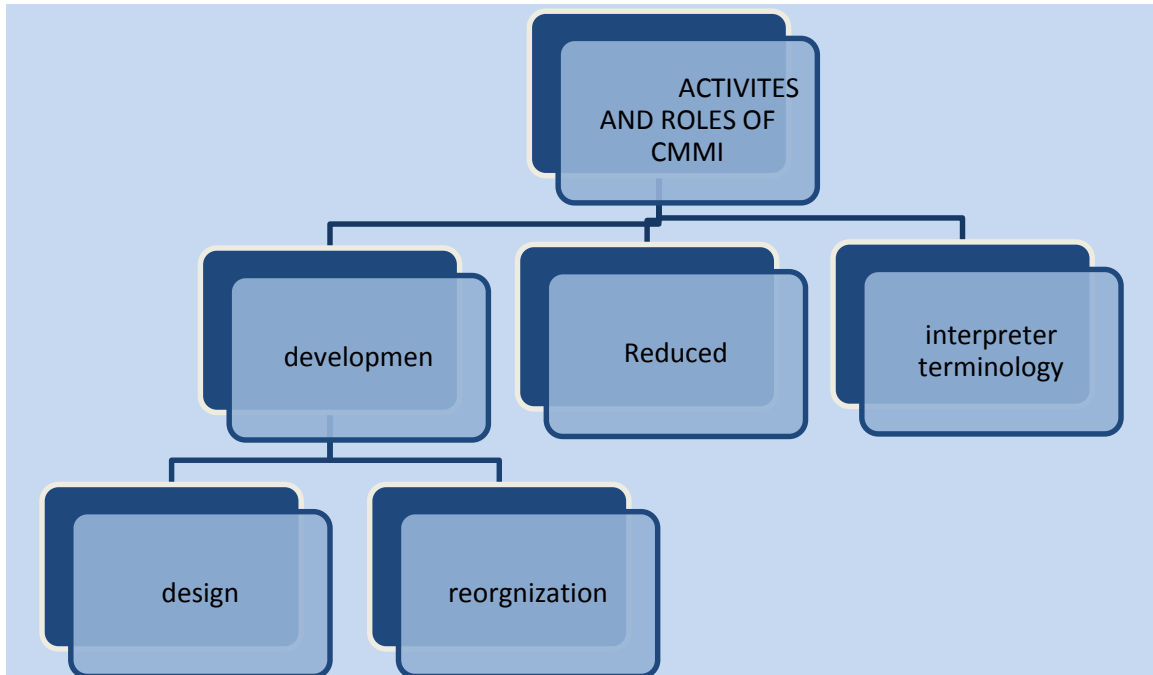 ACTIVITES
AND ROLES OF
CMMI
developmen
Reduced
interpreter
terminology
design
reorgnization